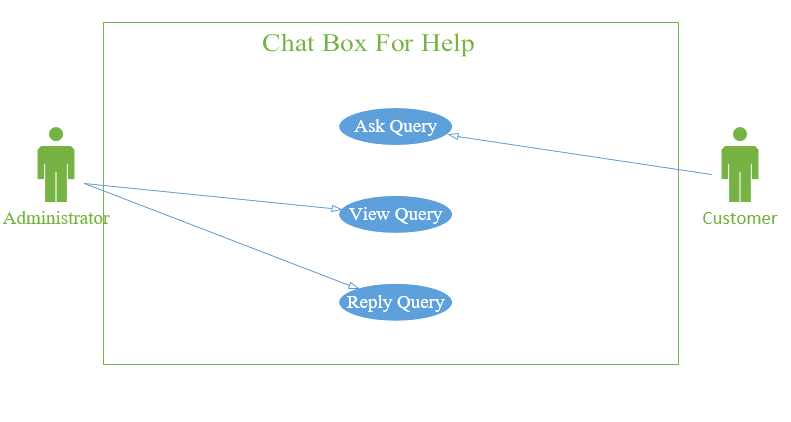 Chat Box For Help
Ask Query
View Query
Administrator
Customer
Reply Query